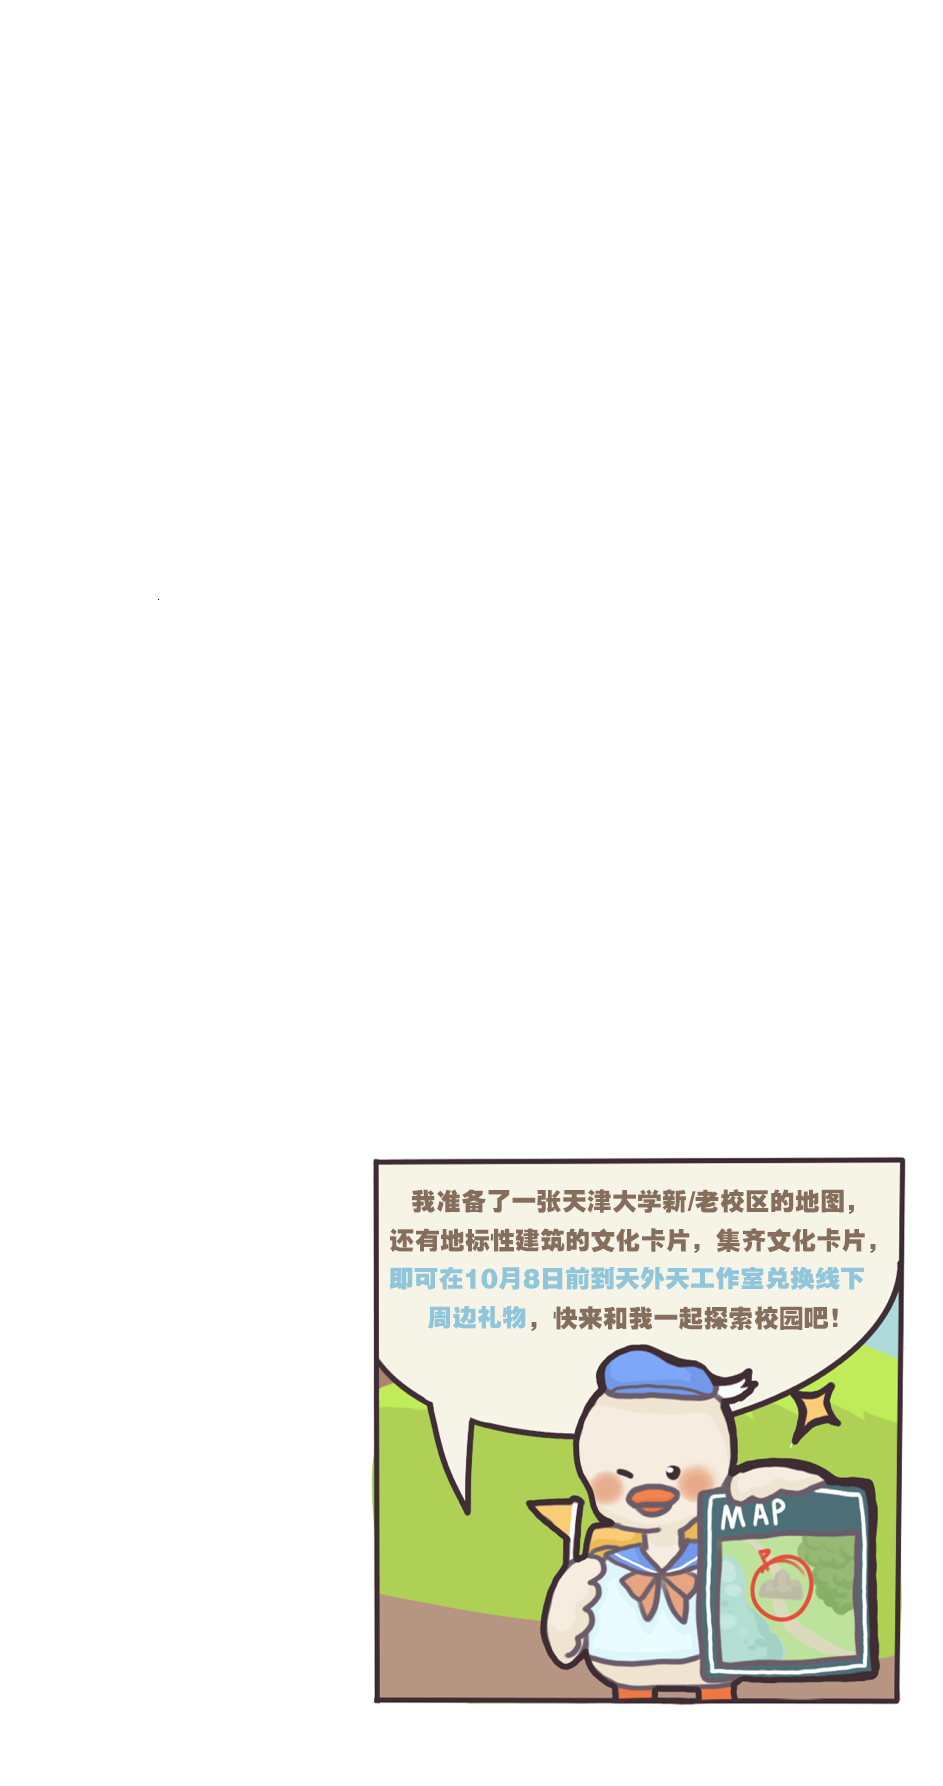 我准备了一张天津大学新/老校区的地图，
还有地标性建筑的文化卡片，集齐文化卡片，
即可在10月8日前到天外天工作室兑换线下
周边礼物，快来和我一起探索校园吧！
MAP